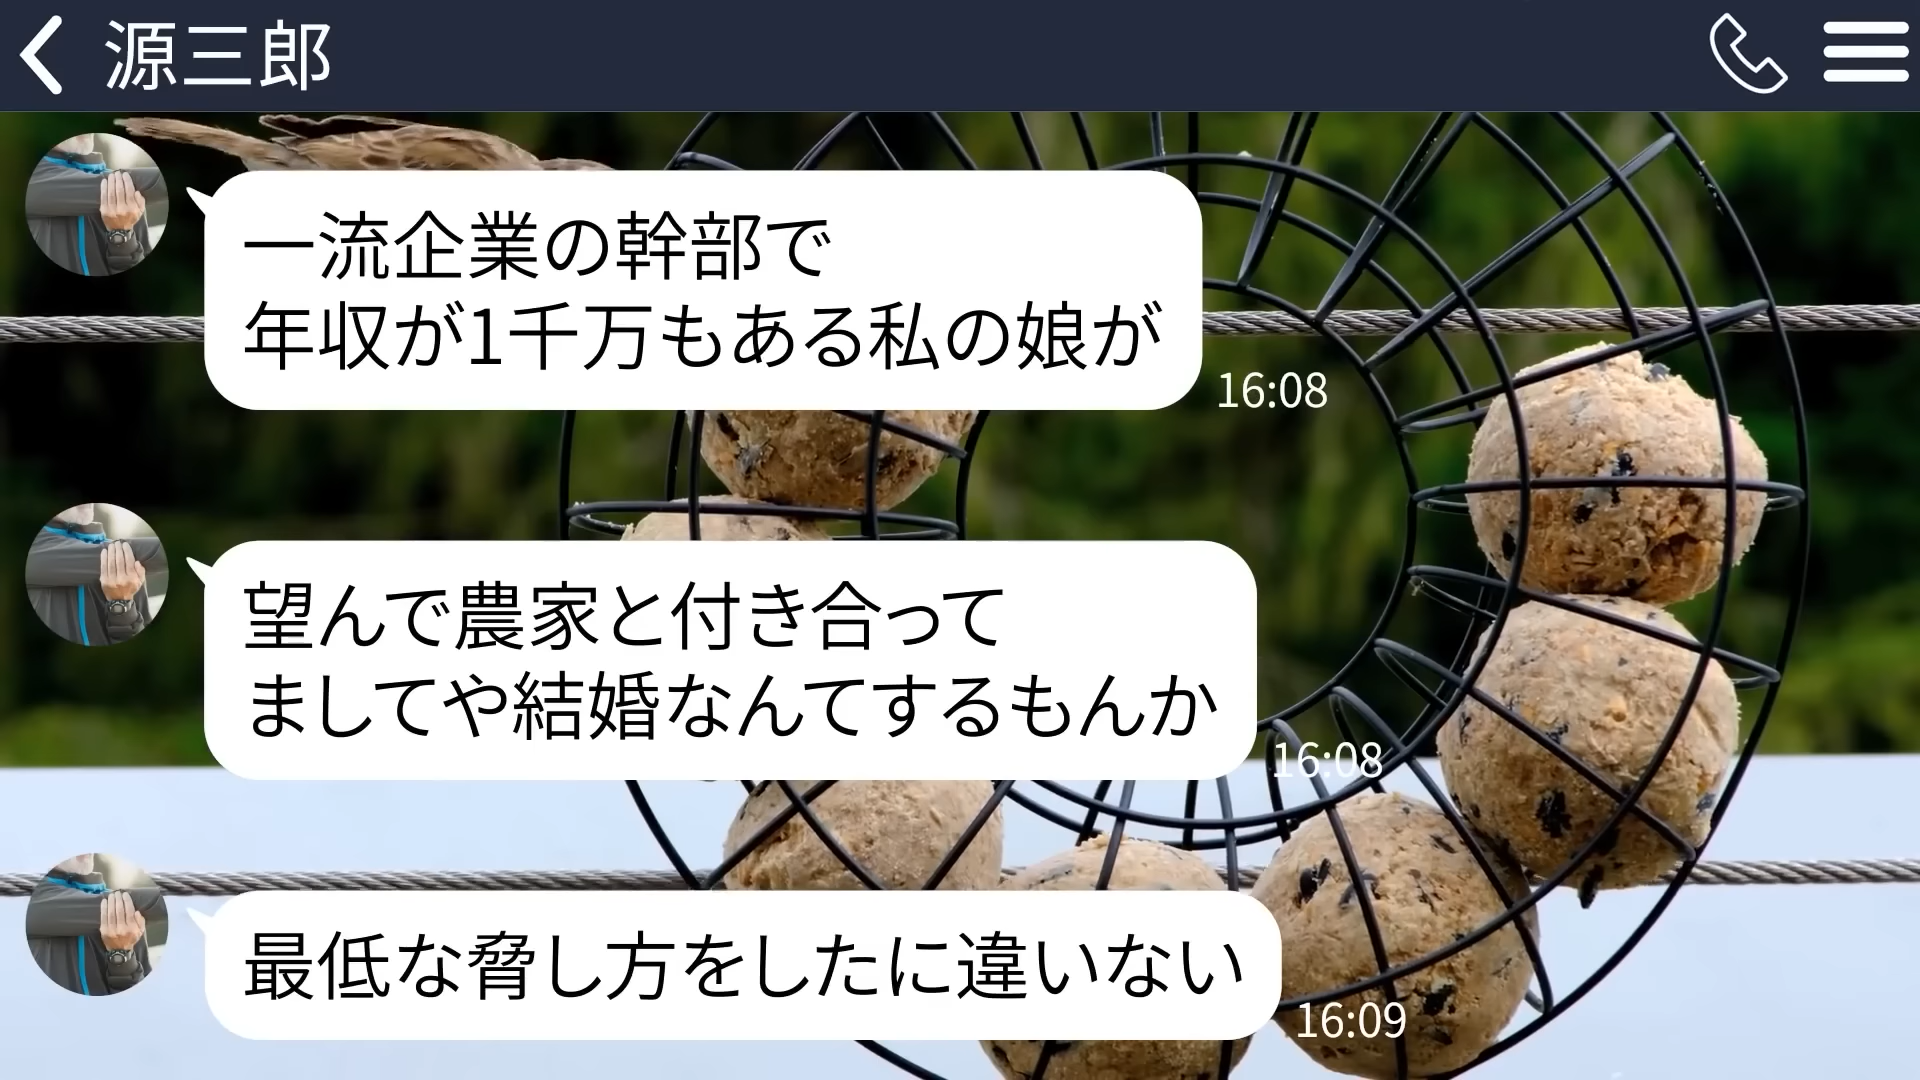 源三郎
一流企業の幹部で
年収が1千万もある私の娘が
16:08
望んで農家と付き合って
ましてや結婚なんてするもんか
16:08
最低な脅し方をしたに違いない
16:09